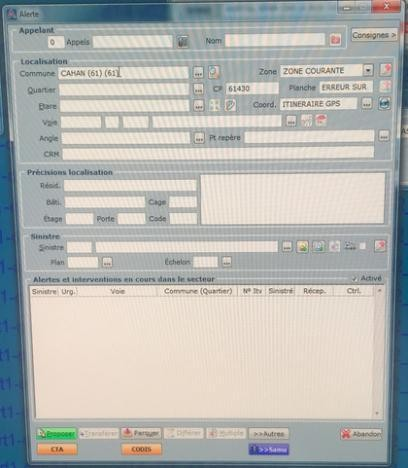 Alerte
Appelant
0 Appels Nom Consignes >
Localisation
Commune CAHAN (61) (61) Zone ZONE COURANTE
Quartier CP 61430 Planche ERREUR SUR
Etare Coord. ITINERAIRE GPS
Voie
Angle Pt repère
CRM
Précisions localisation
Résid.
Bâti. Cage
Etage Porte Code
Sinistre
Sinistre
Plan Échelon
Alertes et interventions en cours dans le secteur Activé
Sinistre Urg. Voie Commune (Quartier) N° Itv Sinistré Récep. Ctrl.
Proposer Transférer Parquer Différer Multiple >>Autres Abandon
CTA CODIS >>Samu